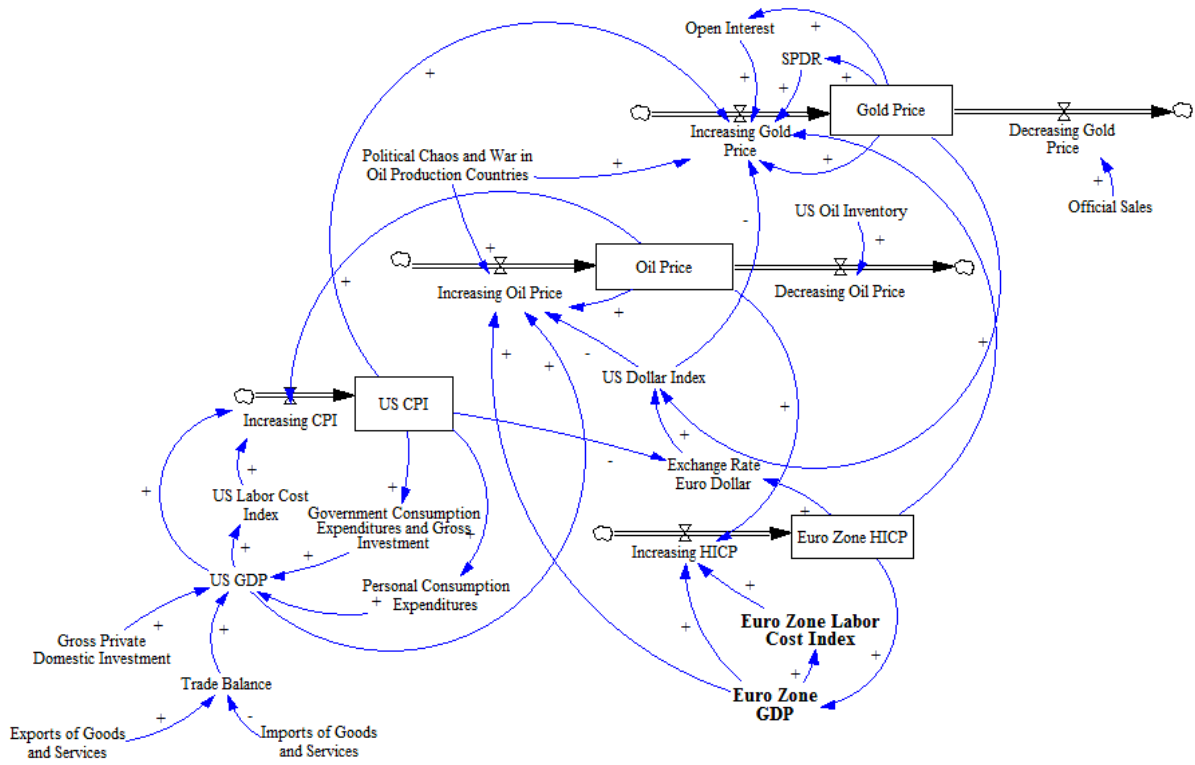 Open Interest
+
SPDR
+
+
+
+
Gold Price
Increasing Gold
Price
Decreasing Gold
Price
Political Chaos and War in
Oil Production Countries
+
+
+
Official Sales
-
US Oil Inventory
+
+
Oil Price
+
Increasing Oil Price
Decreasing Oil Price
+
+
+
-
+
US Dollar Index
US CPI
+
Increasing CPI
+
-
Exchange Rate
Euro Dollar
+
+
US Labor Cost
Index
+
Government Consumption
Expenditures and Gross
Investment
+
+
Increasing HICP
Euro Zone HICP
+
+
US GDP
Personal Consumption
Expenditures
+
+
Euro Zone Labor
Cost Index
+
+
+
Gross Private
Domestic Investment
+
+
Trade Balance
Euro Zone
GDP
+
-
Exports of Goods
and Services
Imports of Goods
and Services